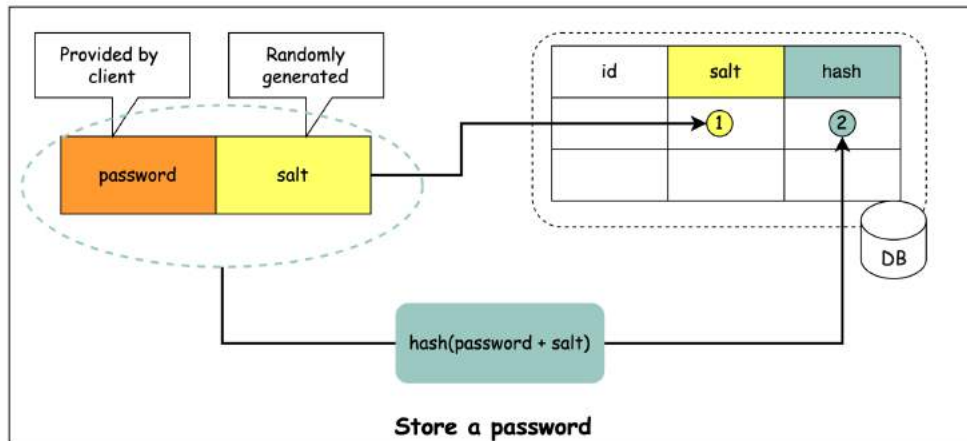 Provided by
client
Randomly
generated
password
salt
id
salt
hash
1
2
DB
hash(password + salt)
Store a password